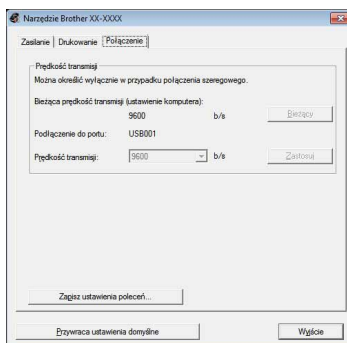 Narzędzie Brother XX-XXXX
Zasilanie Drukowanie Połączenie
Prędkość transmisji
Można określić wyłącznie w przypadku połączenia szeregowego.
Bieżąca prędkość transmisji (ustawienie komputera):
9600 b/s Bieżący
Podłączenie do portu: USB001
Prędkość transmisji: 9600 b/s Zastosuj
Zapisz ustawienia poleceń...
Przywraca ustawienia domyślne Wyjście